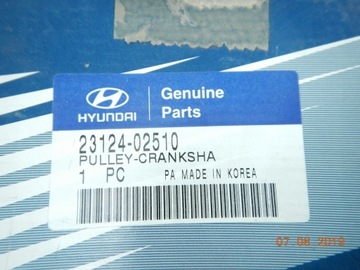 HYUNDAI
Genuine
Parts
23124-02510
PULLEY-CRANKSHA
1 PC PA MADE IN KOREA
07 08 2019